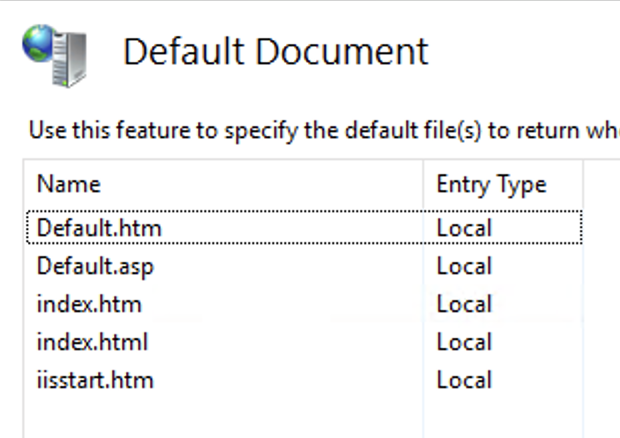 Default Document
Use this feature to specify the default file(s) to return
Name Entry Type
Default.htm Local
Default.asp Local
index.htm Local
index.html Local
iisstart.htm Local